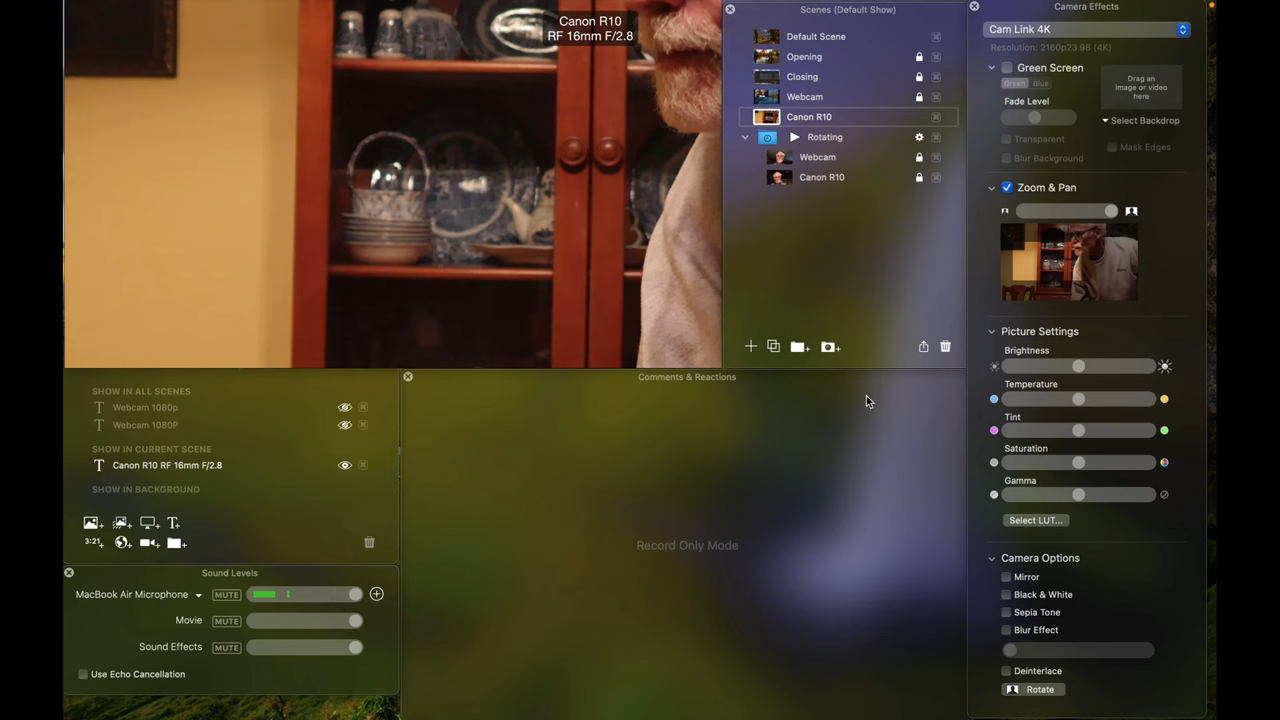 Canon R10
RF 16mm F/2.8
Scenes (Default Show)
Default Scene
Opening
Closing
Webcam
Canon R10
Rotating
Webcam
Canon R10
Camera Effects
Cam Link 4K
Resolution: 2160p23.98 (4K)
Green Screen
Green Blue
Fade Level
Transparent
Blur Background
Drag an
image or video
here
Select Backdrop
Mask Edges
Zoom & Pan
Picture Settings
Brightness
Temperature
Tint
Saturation
Gamma
Select LUT...
Camera Options
Mirror
Black & White
Sepia Tone
Blur Effect
Deinterlace
Rotate
SHOW IN ALL SCENES
Webcam 1080p
Webcam 1080P
SHOW IN CURRENT SCENE
Canon R10 RF 16mm F/2.8
SHOW IN BACKGROUND
3:21+
Comments & Reactions
Record Only Mode
Sound Levels
MacBook Air Microphone MUTE
Movie MUTE
Sound Effects MUTE
Use Echo Cancellation